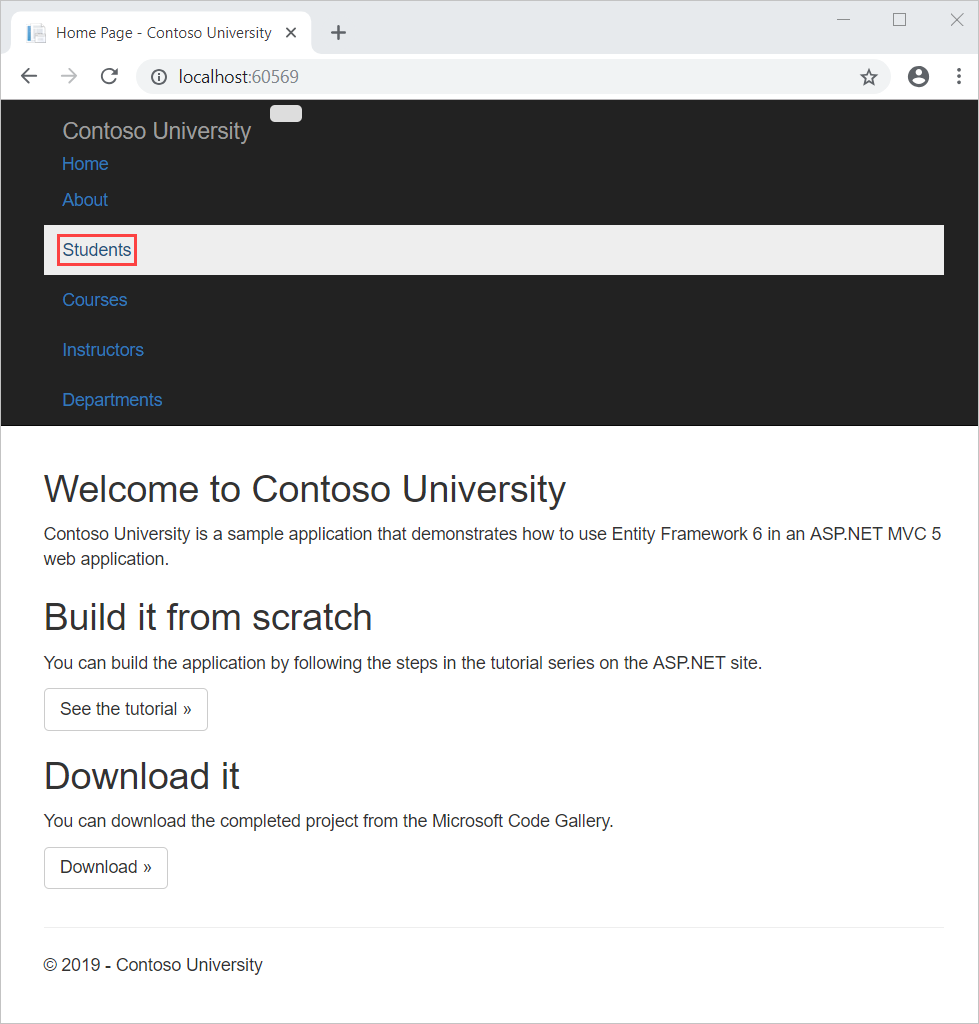 Home Page - Contoso University
localhost:60569
Contoso University
Home
About
Students
Courses
Instructors
Departments
Welcome to Contoso University
Contoso University is a sample application that demonstrates how to use Entity Framework 6 in an ASP.NET MVC 5
web application.
Build it from scratch
You can build the application by following the steps in the tutorial series on the ASP.NET site.
See the tutorial »
Download it
You can download the completed project from the Microsoft Code Gallery.
Download »
© 2019 - Contoso University